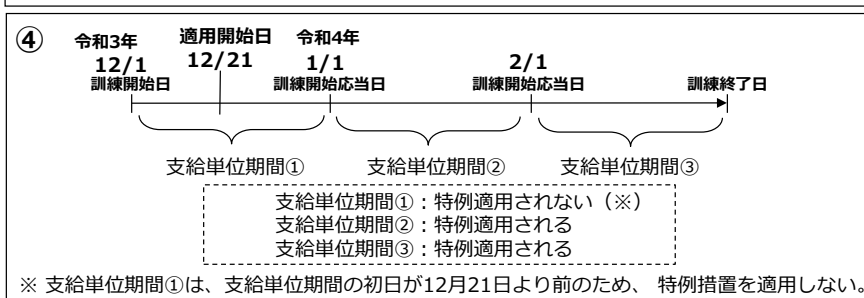 ④
令和3年 適用開始日 令和4年
12/1 12/21 1/1 2/1
訓練開始日 訓練開始応当日 訓練開始応当日 訓練終了日
支給単位期間① 支給単位期間② 支給単位期間③
支給単位期間①：特例適用されない（※）
支給単位期間②：特例適用される
支給単位期間③：特例適用される
※ 支給単位期間①は、支給単位期間の初日が12月21日より前のため、 特例措置を適用しない。